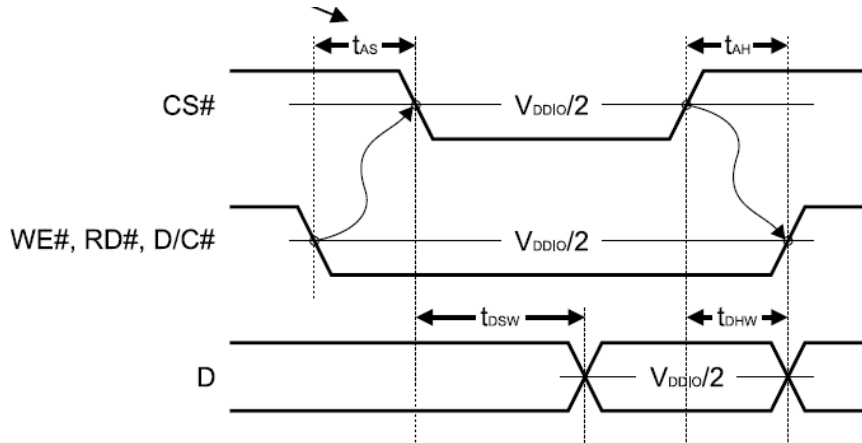 tAS tAH
CS# VDDIO/2
WE#, RD#, D/C# VDDIO/2
tDSW tDHW
D VDDIO/2